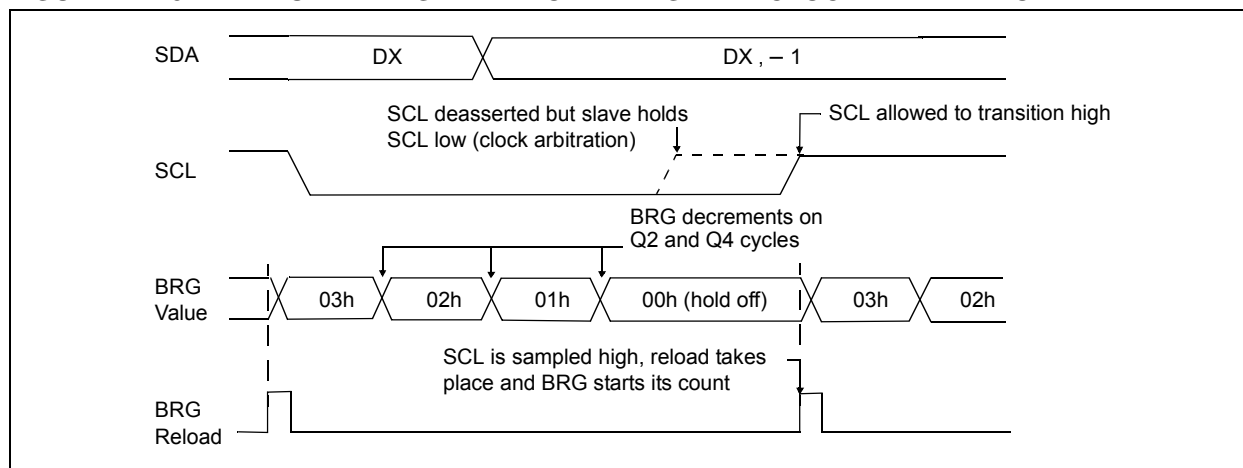 SDA
DX
DX , – 1
SCL deasserted but slave holds
SCL low (clock arbitration)
SCL allowed to transition high
SCL
BRG decrements on
Q2 and Q4 cycles
BRG
Value
03h
02h
01h
00h (hold off)
03h
02h
SCL is sampled high, reload takes
place and BRG starts its count
BRG
Reload